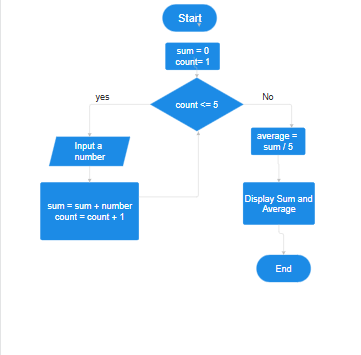 Start
sum = 0
count= 1
count <= 5
yes
No
Input a
number
sum = sum + number
count = count + 1
average =
sum / 5
Display Sum and
Average
End